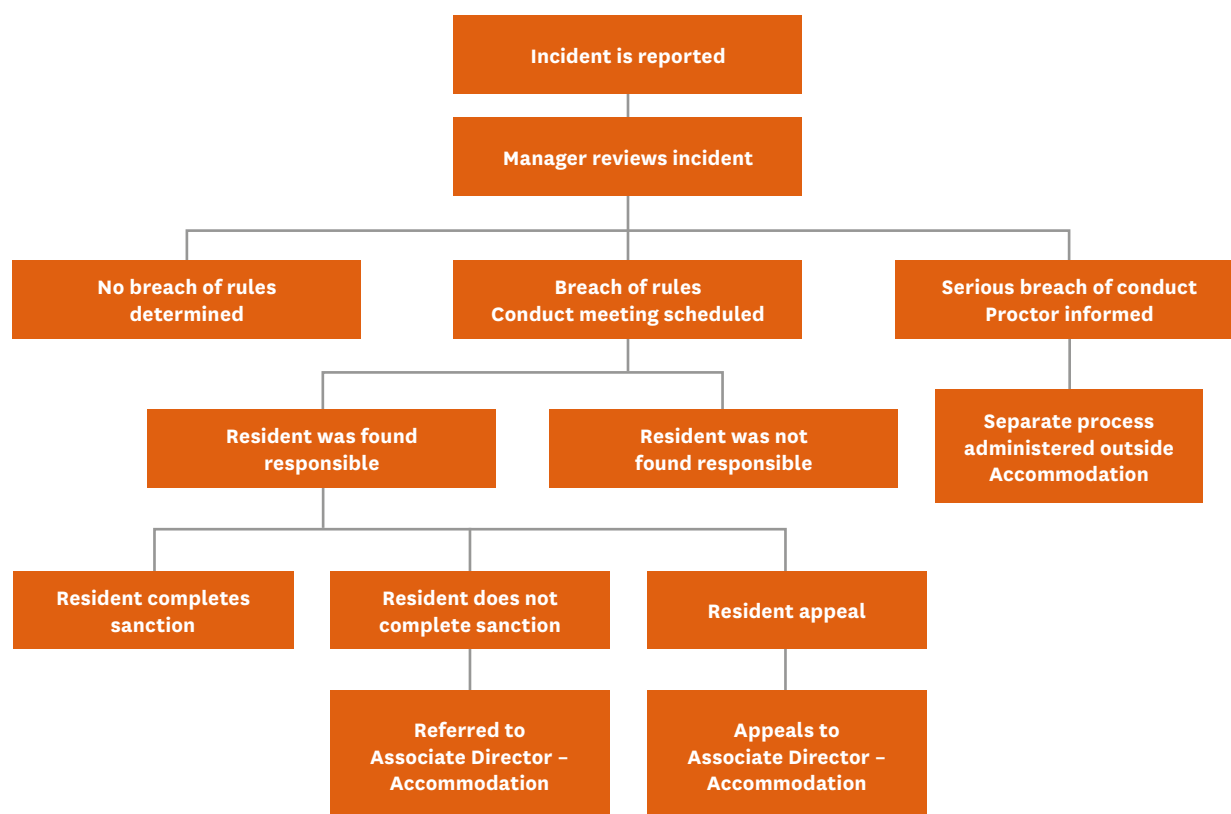 Incident is reported
Manager reviews incident
No breach of rules
determined
Breach of rules
Conduct meeting scheduled
Serious breach of conduct
Proctor informed
Resident was found
responsible
Resident was not
found responsible
Separate process
administered outside
Accommodation
Resident completes
sanction
Resident does not
complete sanction
Resident appeal
Referred to
Associate Director –
Accommodation
Appeals to
Associate Director –
Accommodation